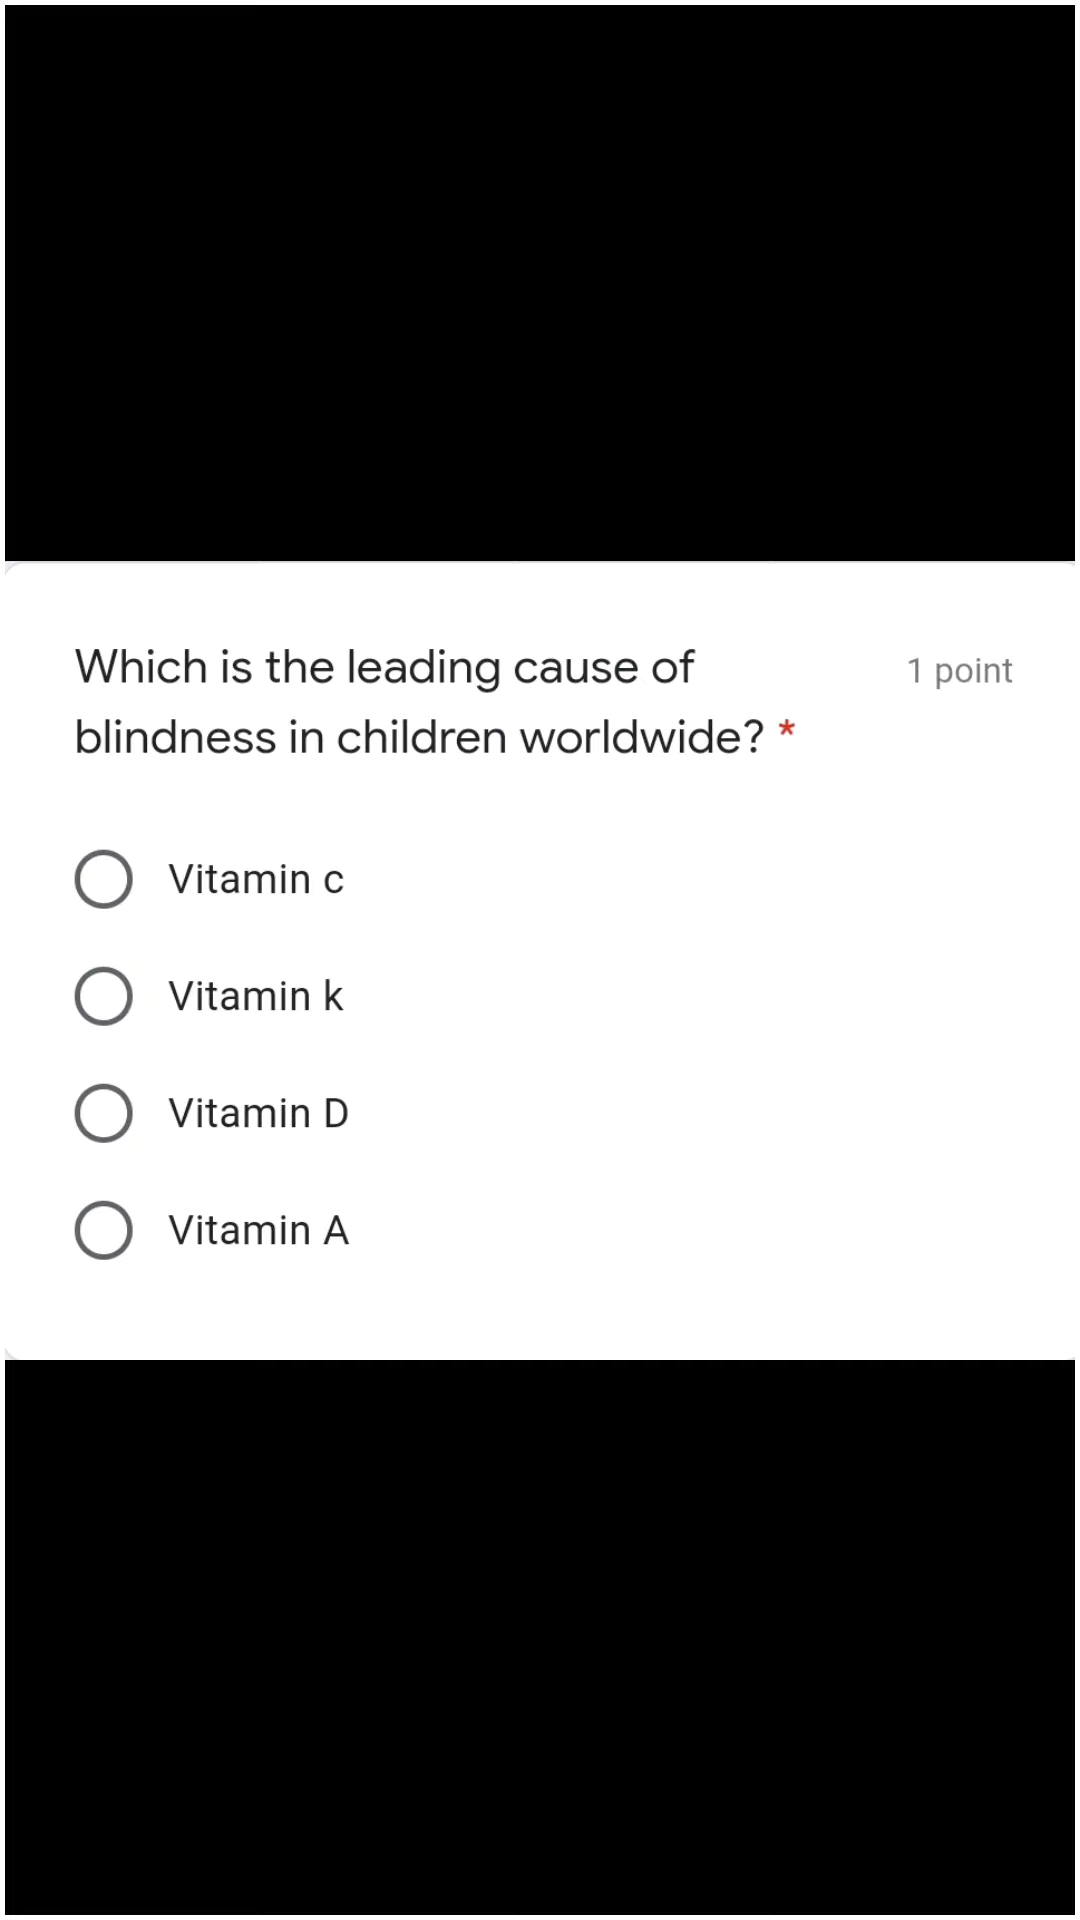 Which is the leading cause of
1 point
blindness in children worldwide? *
Vitamin c
Vitamin k
Vitamin D
Vitamin A